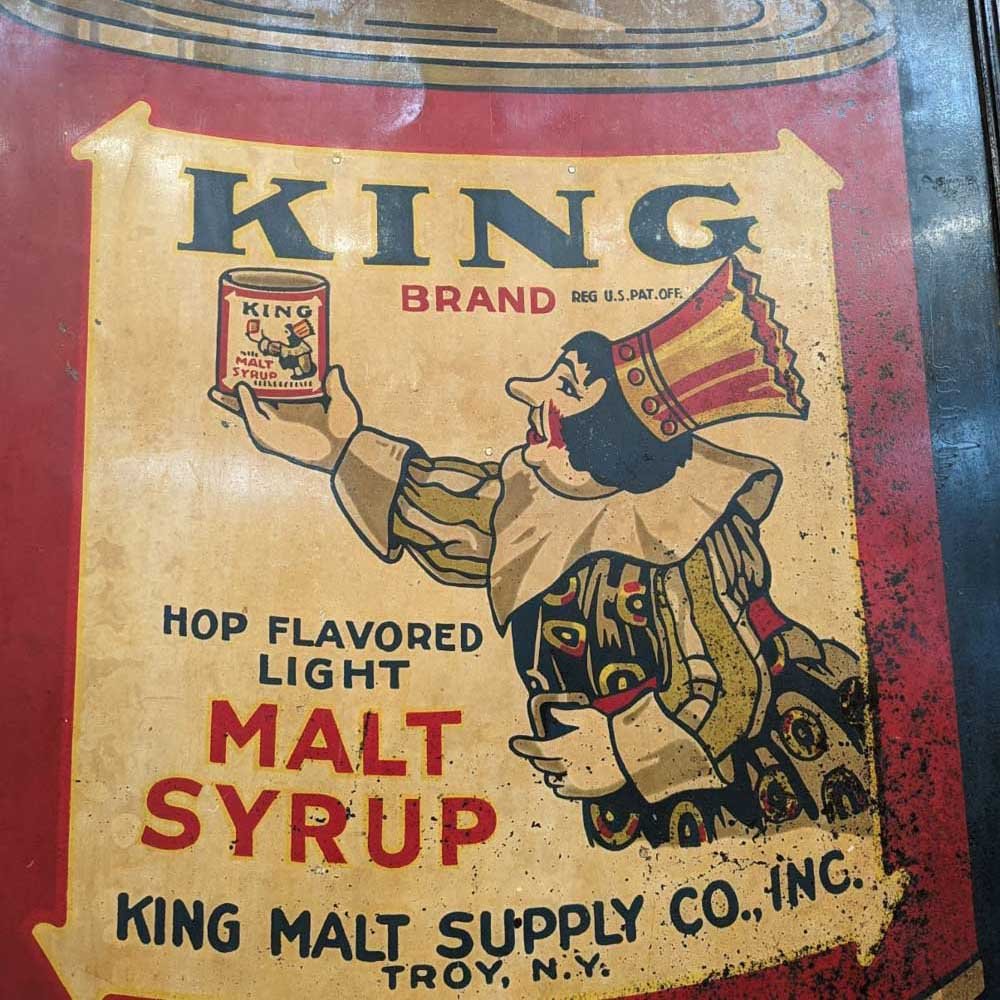 KING
BRAND REG U.S.PAT.OFF.
KING
MALT
SYRUP
HOP FLAVORED
LIGHT
MALT
SYRUP
KING MALT SUPPLY CO., INC.
TROY, N.Y.